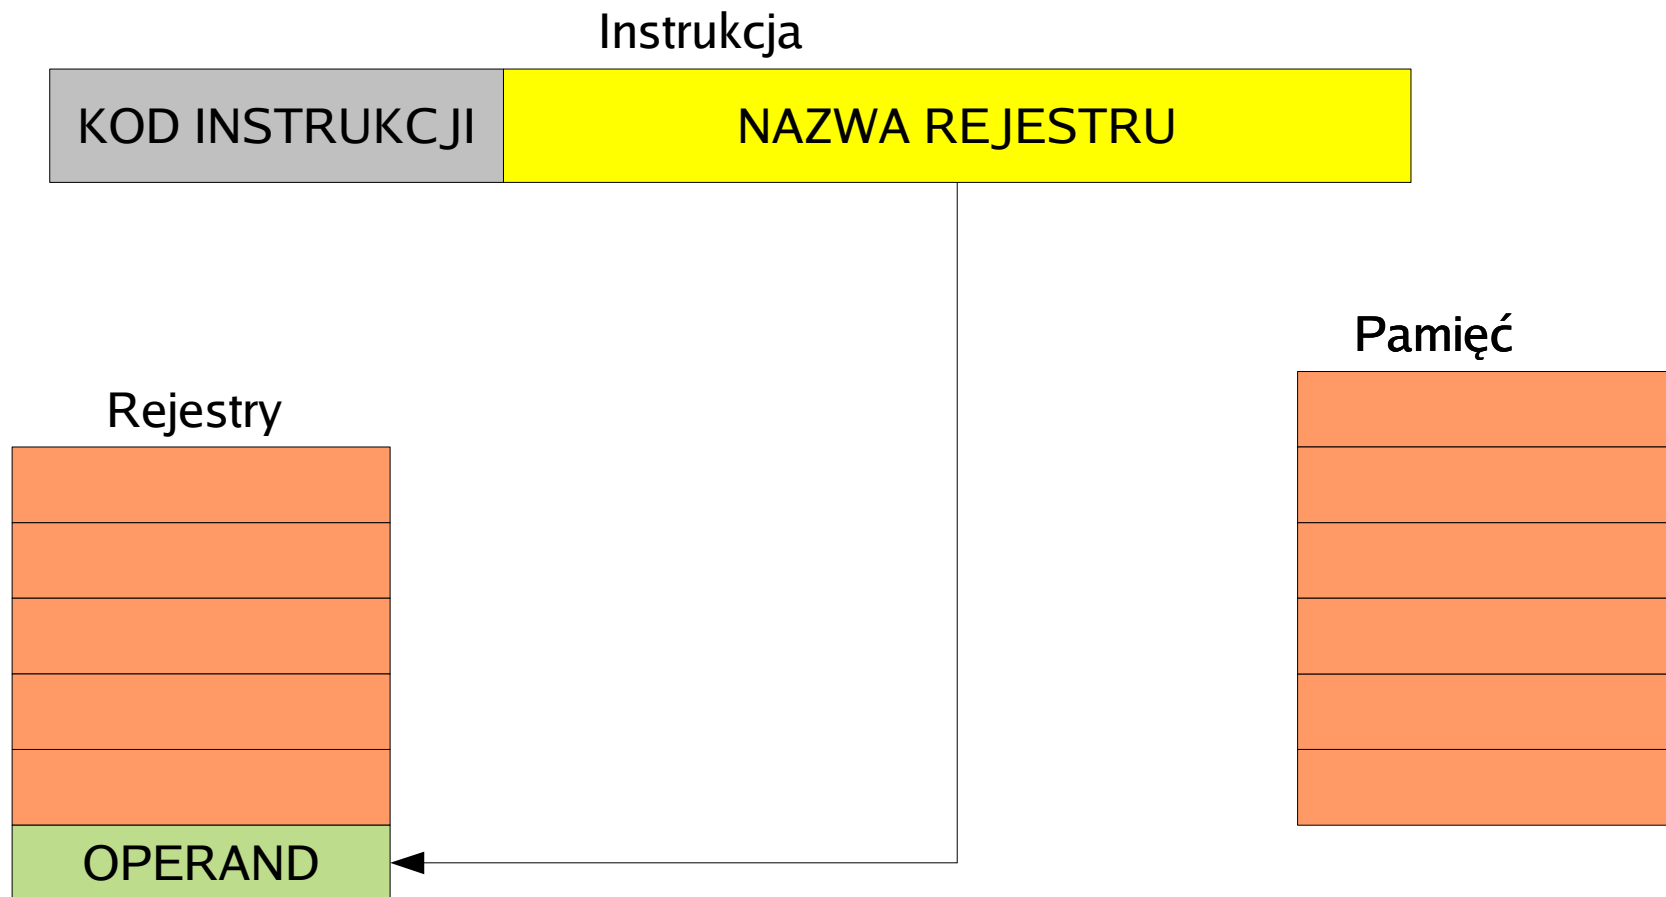 Instrukcja
KOD INSTRUKCJI
NAZWA REJESTRU
Pamięć
Rejestry
OPERAND